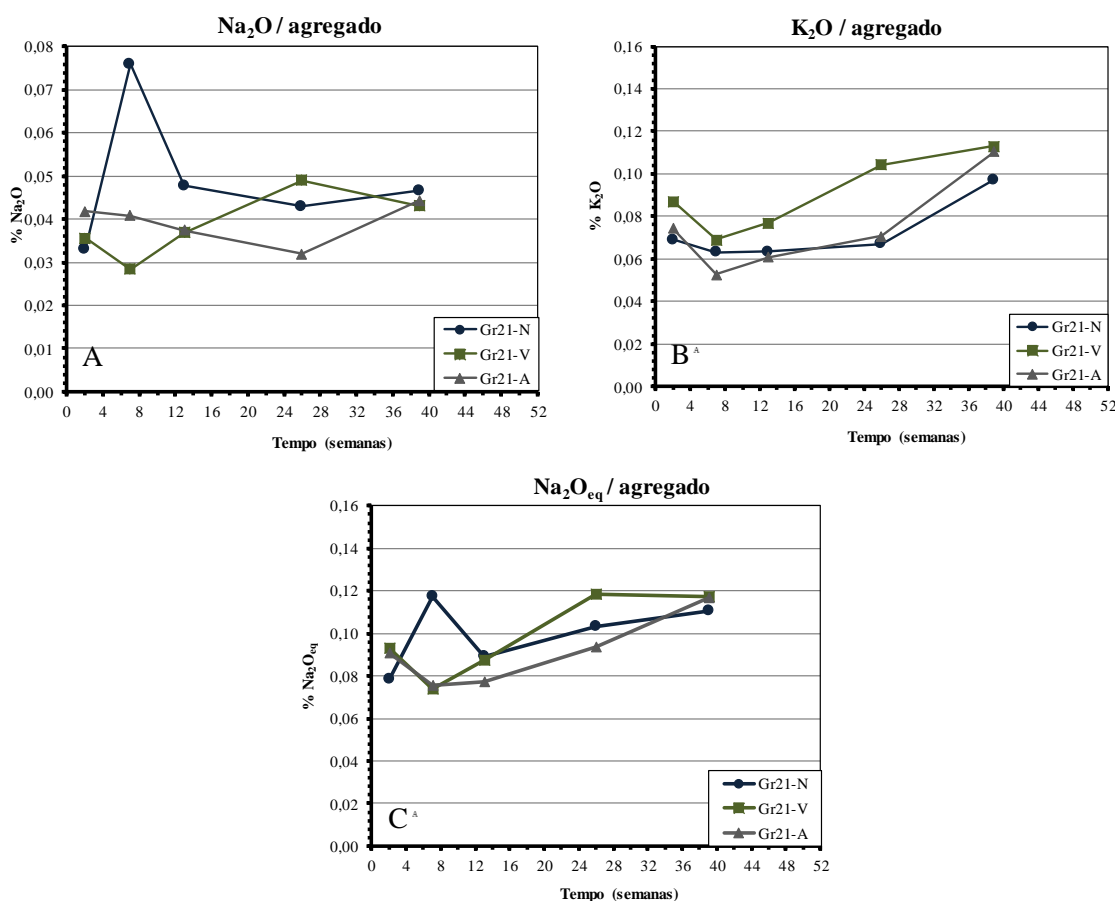 Na₂O / agregado
% Na₂O
0,08
0,07
0,06
0,05
0,04
0,03
0,02
0,01
0,00
0 4 8 12 16 20 24 28 32 36 40 44 48 52
Tempo (semanas)
A
Gr21-N
Gr21-V
Gr21-A
K₂O / agregado
% K₂O
0,16
0,14
0,12
0,10
0,08
0,06
0,04
0,02
0,00
0 4 8 12 16 20 24 28 32 36 40 44 48 52
Tempo (semanas)
B A
Gr21-N
Gr21-V
Gr21-A
Na₂Oeq / agregado
% Na₂Oeq
0,16
0,14
0,12
0,10
0,08
0,06
0,04
0,02
0,00
0 4 8 12 16 20 24 28 32 36 40 44 48 52
Tempo (semanas)
C A
Gr21-N
Gr21-V
Gr21-A